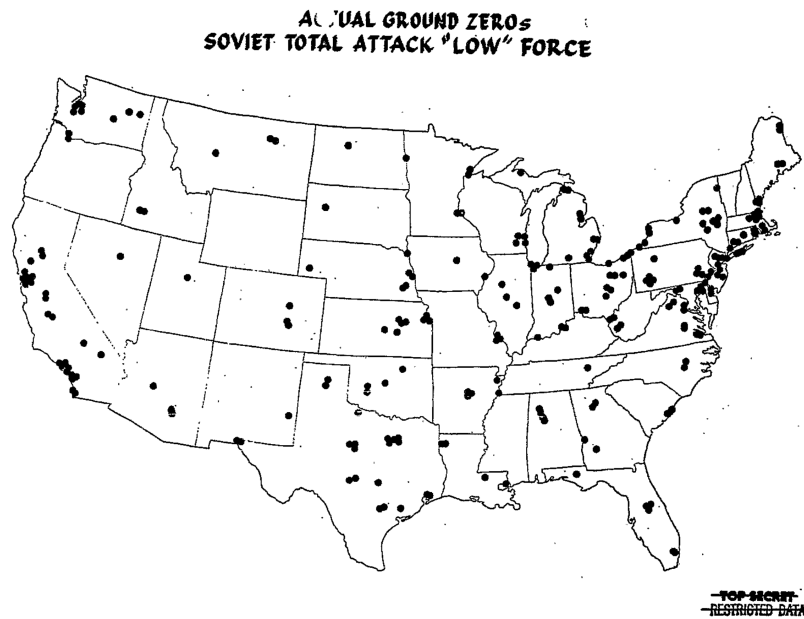 ACTUAL GROUND ZEROs
SOVIET TOTAL ATTACK "LOW" FORCE
TOP SECRET
RESTRICTED DATA